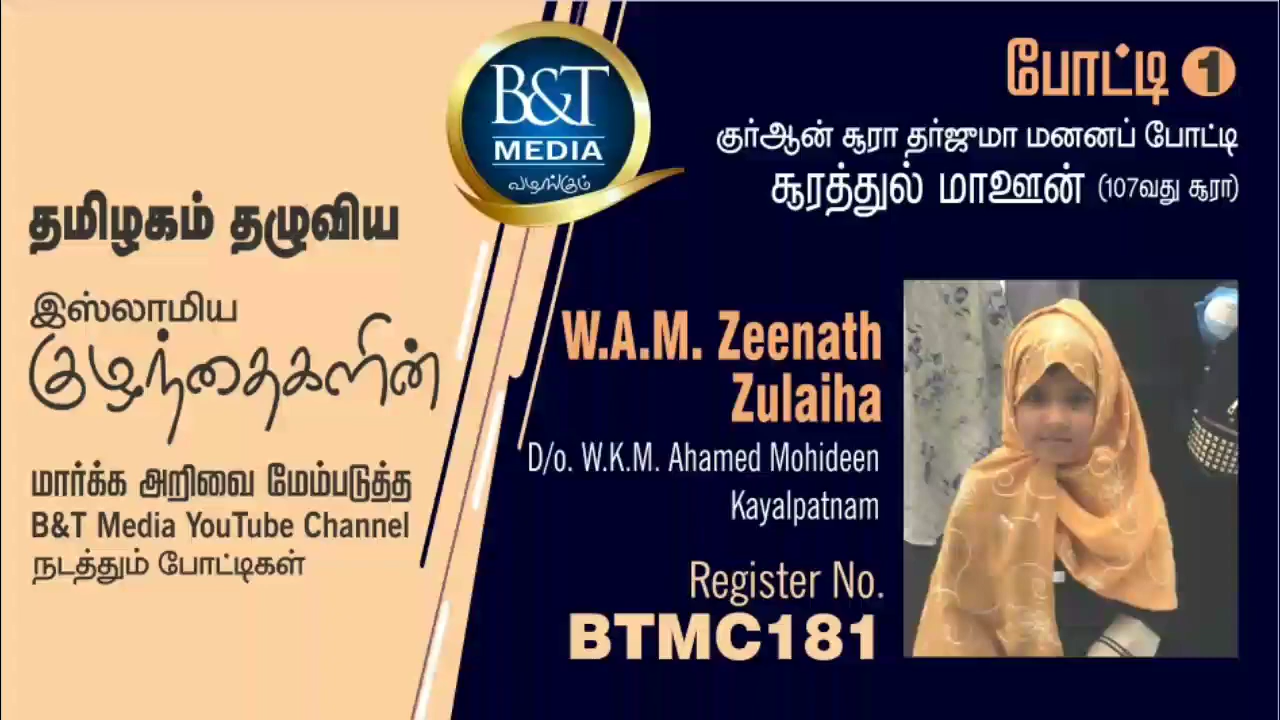 தமிழகம் தழுவிய
இஸ்லாமிய
குழந்தைகளின்
மார்க்க அறிவை மேம்படுத்த
B&T Media YouTube Channel
நடத்தும் போட்டிகள்
B&T
MEDIA
வழங்கும்
போட்டி 1
குர்ஆன் சூரா தர்ஜுமா மனனப் போட்டி
சூரத்துல் மாஊன் (107வது சூரா)
W.A.M. Zeenath
Zulaiha
D/o. W.K.M. Ahamed Mohideen
Kayalpatnam
Register No.
BTMC181